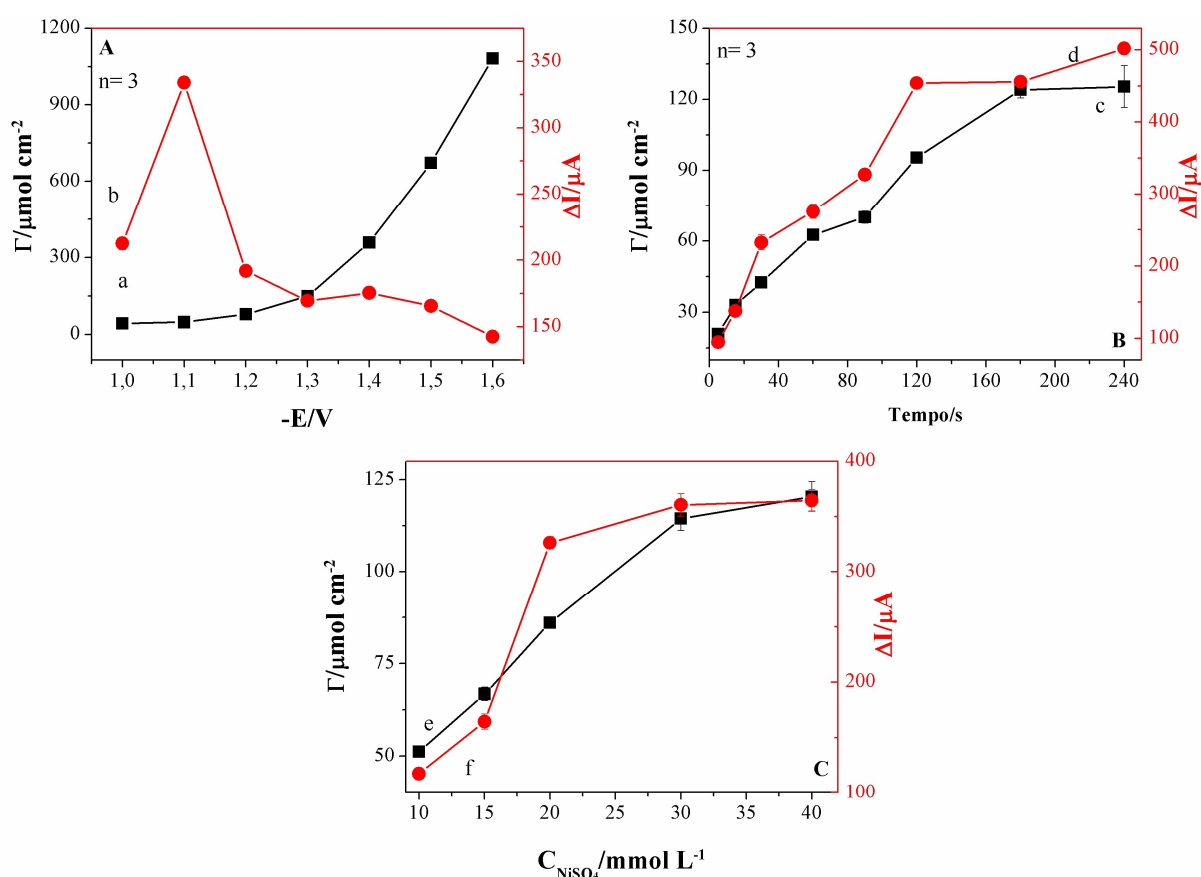 A
n= 3
b
a
Γ/μmol cm⁻²
1200
900
600
300
0
350
300
250
200
150
ΔI/μA
1,0 1,1 1,2 1,3 1,4 1,5 1,6
-E/V
n= 3
d
c
B
Γ/μmol cm⁻²
150
120
90
60
30
500
400
300
200
100
ΔI/μA
0 40 80 120 160 200 240
Tempo/s
e
f
C
Γ/μmol cm⁻²
125
100
75
50
400
300
200
100
ΔI/μA
10 15 20 25 30 35 40
C NiSO₄/mmol L⁻¹